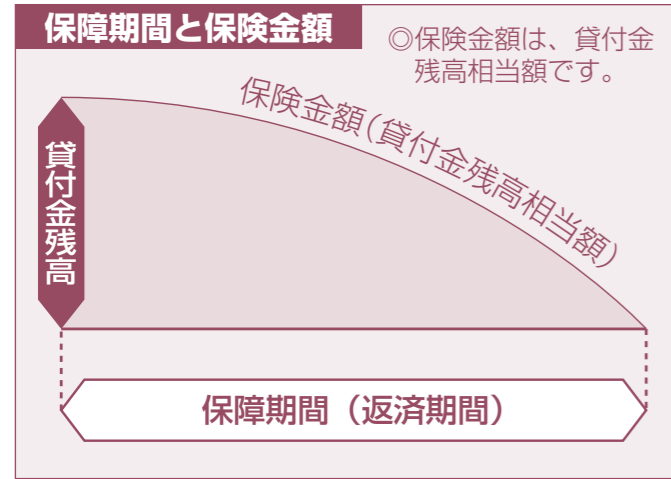 保障期間と保険金額
◎保険金額は、貸付金
残高相当額です。
保険金額(貸付金残高相当額)
貸付金残高
保障期間（返済期間）